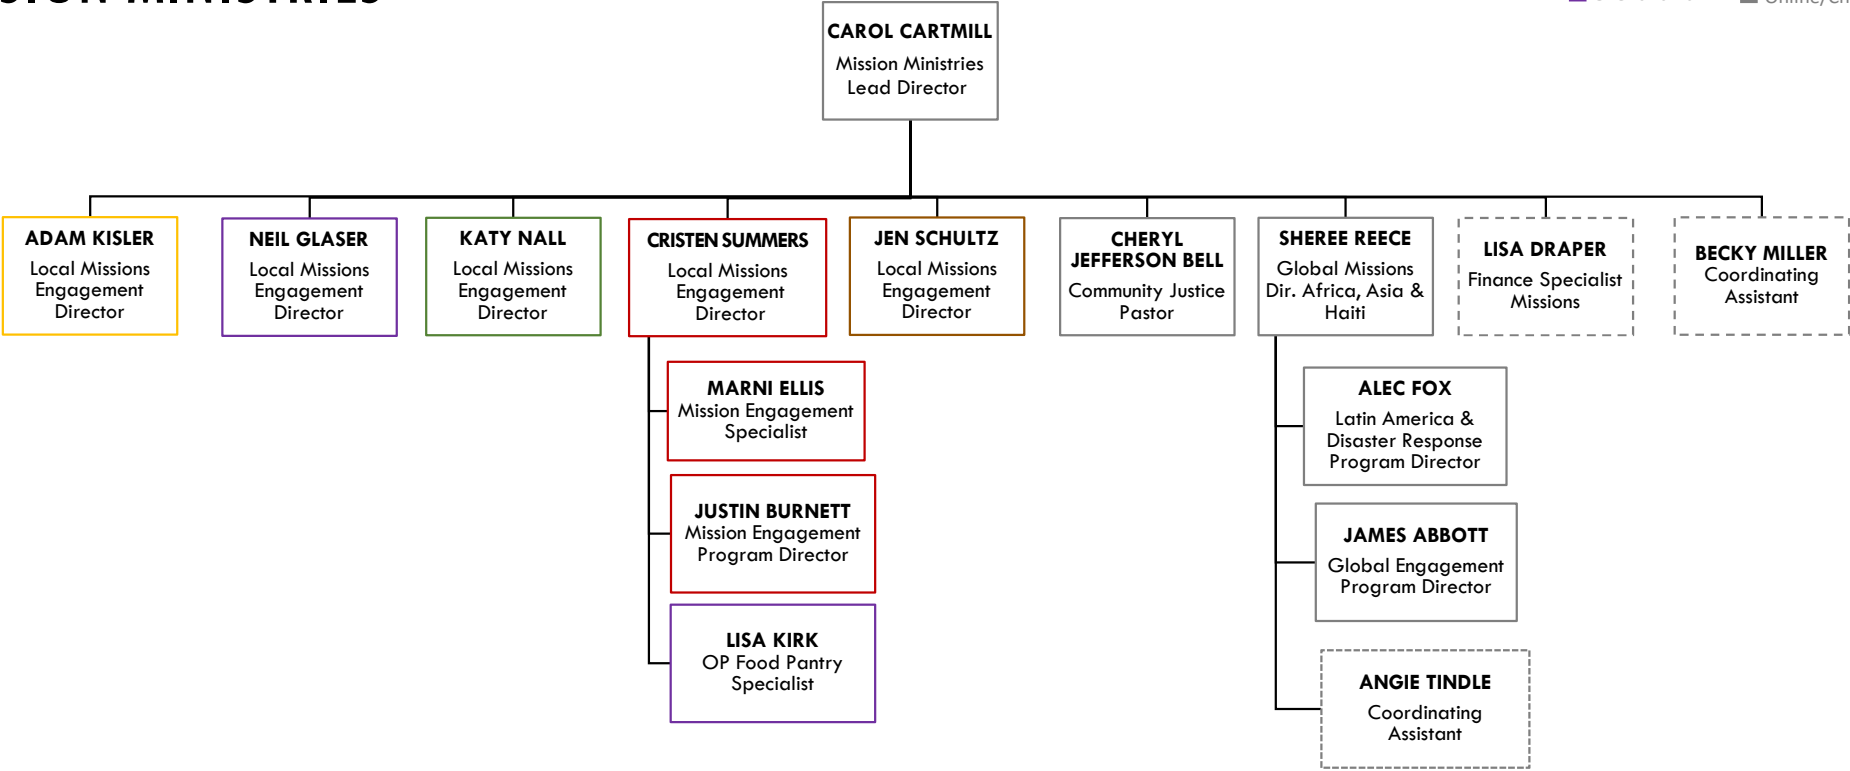 MINISTRIES
CAROL CARTMILL
Mission Ministries
Lead Director
ADAM KISLER
Local Missions
Engagement
Director
NEIL GLASER
Local Missions
Engagement
Director
KATY NALL
Local Missions
Engagement
Director
CRISTEN SUMMERS
Local Missions
Engagement
Director
JEN SCHULTZ
Local Missions
Engagement
Director
CHERYL
JEFFERSON BELL
Community Justice
Pastor
SHEREE REECE
Global Missions
Dir. Africa, Asia &
Haiti
LISA DRAPER
Finance Specialist
Missions
BECKY MILLER
Coordinating
Assistant
MARNI ELLIS
Mission Engagement
Specialist
JUSTIN BURNETT
Mission Engagement
Program Director
LISA KIRK
OP Food Pantry
Specialist
ALEC FOX
Latin America &
Disaster Response
Program Director
JAMES ABBOTT
Global Engagement
Program Director
ANGIE TINDLE
Coordinating
Assistant